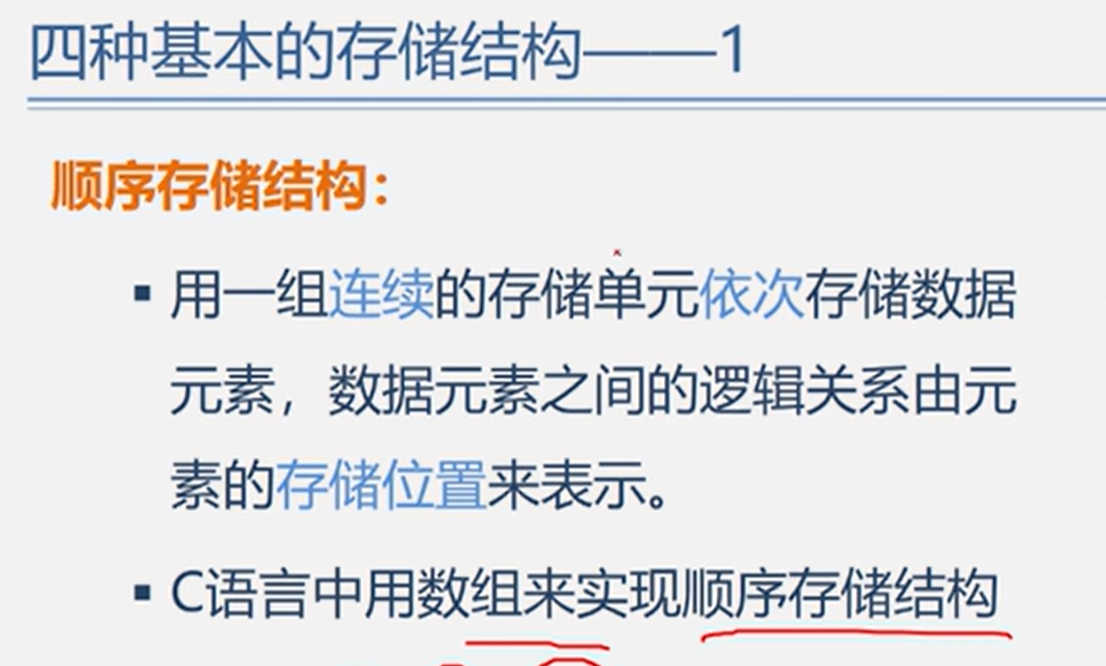 四种基本的存储结构——1
顺序存储结构：
▪ 用一组连续的存储单元依次存储数据
元素，数据元素之间的逻辑关系由元
素的存储位置来表示。
▪ C语言中用数组来实现顺序存储结构